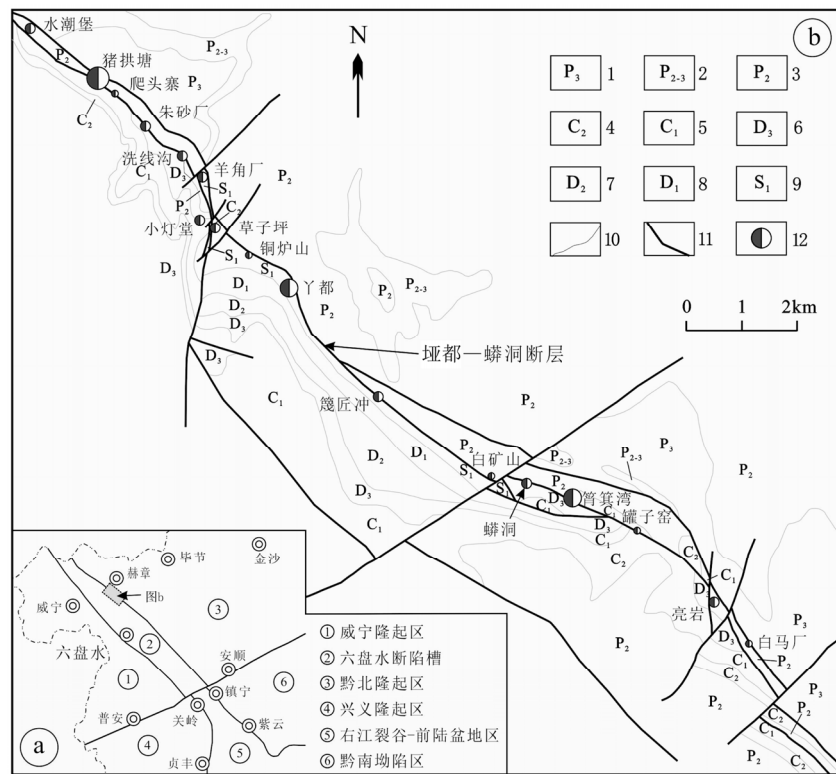 水潮堡
P₂₋₃
N
b
P₂
猪拱塘
爬头寨
P₃
C₂
朱砂厂
洗线沟
C₁
D₃
羊角厂
S₁
P₂
P₂
C₂
小灯堂
草子坪
铜炉山
S₁
S₁
D₃
D₁
丫都
P₂
P₂
P₂₋₃
D₂
D₃
D₃
垭都—蟒洞断层
C₁
篾匠冲
P₂
D₂
D₁
P₂
白矿山
P₂₋₃
P₂₋₃
P₃
P₂
S₁
S₁
P₂
D₃
筲箕湾
D₃
C₁
蟒洞
C₁
D₃
C₁
罐子窑
C₁
C₂
C₂
C₁
D₃
亮岩
P₂
D₃
白马厂
P₃
C₁
P₂
C₂
P₂
C₂
P₃
P₂
C₁
P₂
C₂
P₃ 1 P₂₋₃ 2 P₂ 3
C₂ 4 C₁ 5 D₃ 6
D₂ 7 D₁ 8 S₁ 9
10 11 12
0 1 2km
毕节
金沙
赫章
威宁
图b
③
六盘水
②
①
安顺
⑥
镇宁
普安
关岭
紫云
④
⑤
贞丰
a
① 威宁隆起区
② 六盘水断陷槽
③ 黔北隆起区
④ 兴义隆起区
⑤ 右江裂谷-前陆盆地区
⑥ 黔南坳陷区